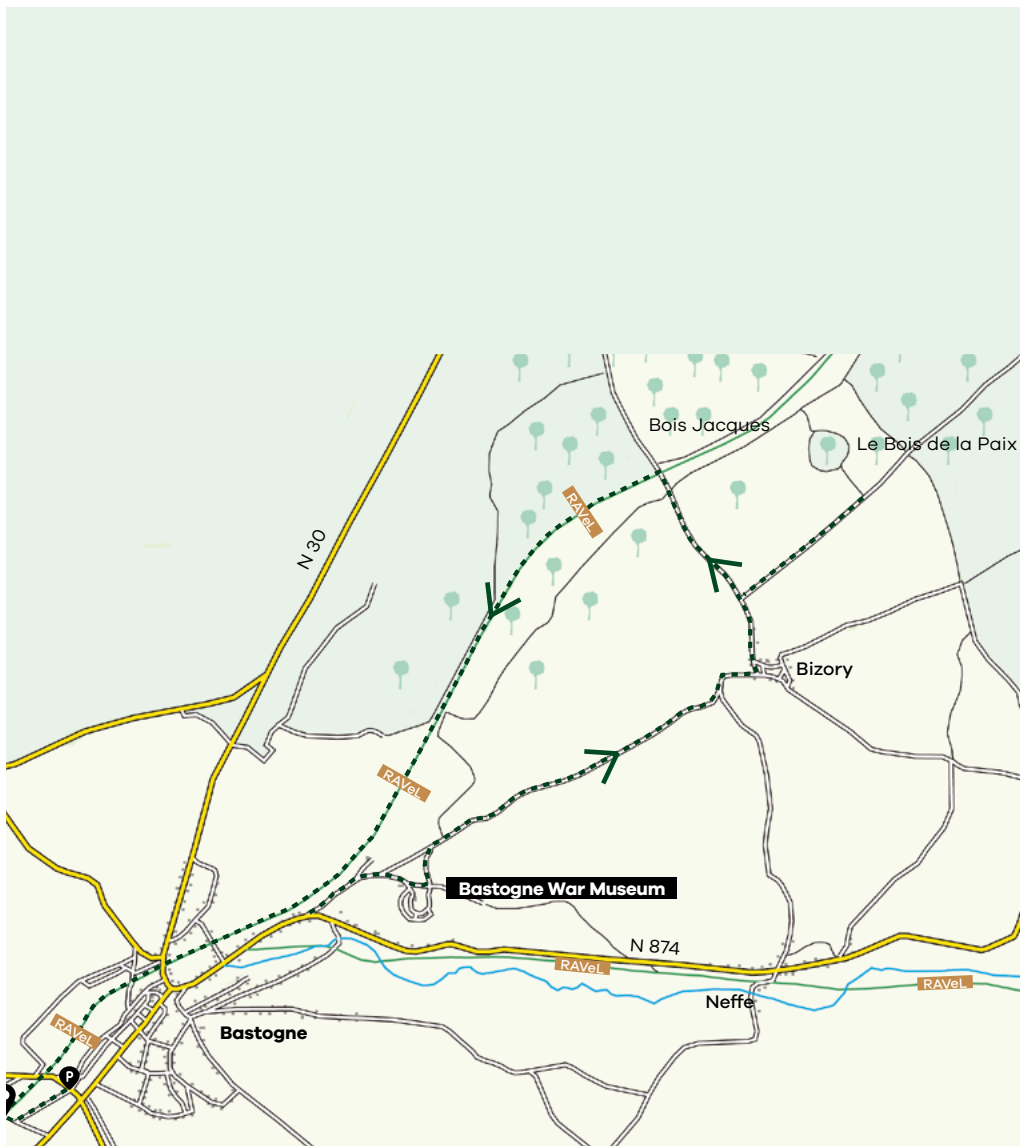 Bois Jacques
Le Bois de la Paix
RAVeL
N 30
Bizory
RAVeL
Bastogne War Museum
N 874
RAVeL
RAVeL
Neffe
RAVeL
Bastogne
P